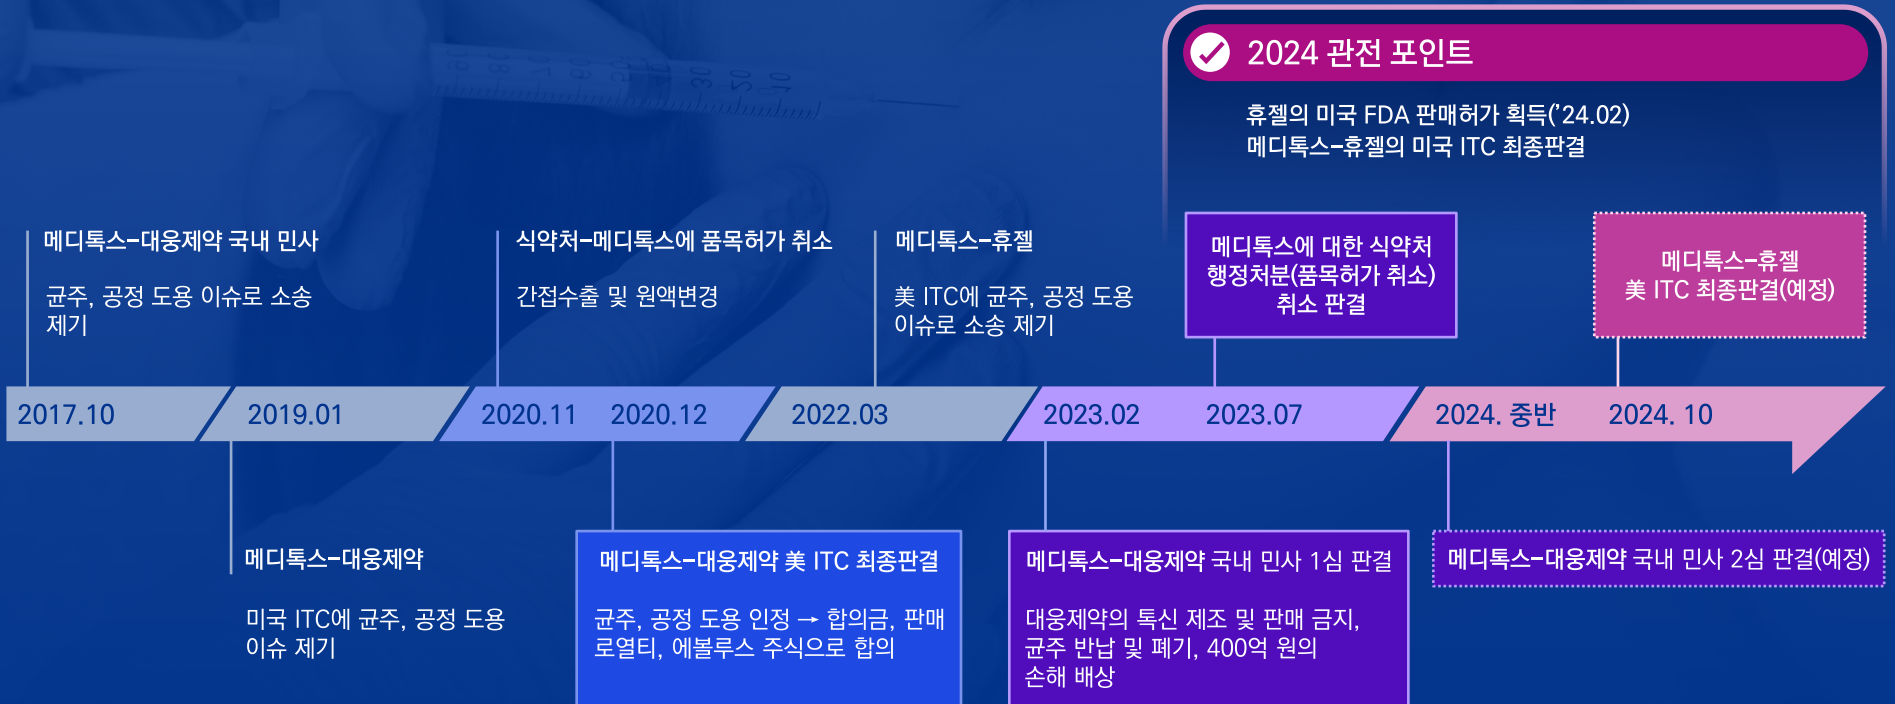 2024 관전 포인트
휴젤의 미국 FDA 판매허가 획득(’24.02)
메디톡스-휴젤의 미국 ITC 최종판결
메디톡스-대웅제약 국내 민사
균주, 공정 도용 이슈로 소송
제기
식약처-메디톡스에 품목허가 취소
간접수출 및 원액변경
메디톡스-휴젤
美 ITC에 균주, 공정 도용
이슈로 소송 제기
메디톡스에 대한 식약처
행정처분(품목허가 취소)
취소 판결
메디톡스-휴젤
美 ITC 최종판결(예정)
2017.10
2019.01
2020.11
2020.12
2022.03
2023.02
2023.07
2024. 중반
2024. 10
메디톡스-대웅제약
미국 ITC에 균주, 공정 도용
이슈 제기
메디톡스-대웅제약 美 ITC 최종판결
균주, 공정 도용 인정 → 합의금, 판매
로열티, 에볼루스 주식으로 합의
메디톡스-대웅제약 국내 민사 1심 판결
대웅제약의 톡신 제조 및 판매 금지,
균주 반납 및 폐기, 400억 원의
손해 배상
메디톡스-대웅제약 국내 민사 2심 판결(예정)